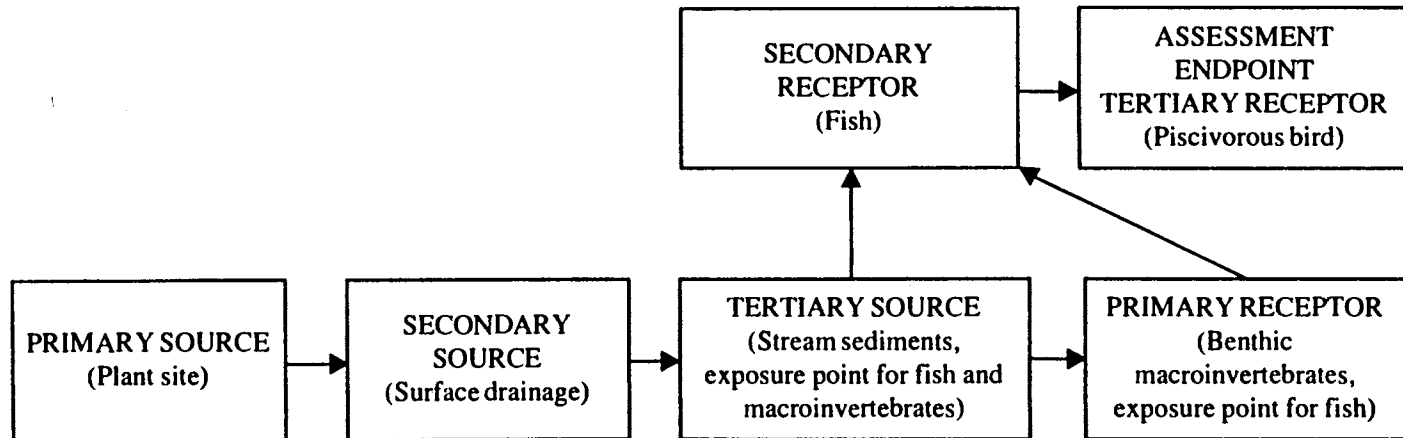 SECONDARY
RECEPTOR
(Fish)
ASSESSMENT
ENDPOINT
TERTIARY RECEPTOR
(Piscivorous bird)
PRIMARY SOURCE
(Plant site)
SECONDARY
SOURCE
(Surface drainage)
TERTIARY SOURCE
(Stream sediments,
exposure point for fish and
macroinvertebrates)
PRIMARY RECEPTOR
(Benthic
macroinvertebrates,
exposure point for fish)